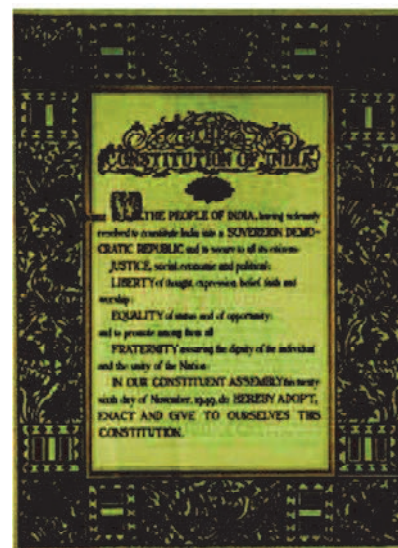 THE
CONSTITUTION OF INDIA
WE, THE PEOPLE OF INDIA, having solemnly
resolved to constitute India into a SOVEREIGN DEMO-
CRATIC REPUBLIC and to secure to all its citizens:
JUSTICE, social, economic and political;
LIBERTY of thought, expression, belief, faith and
worship;
EQUALITY of status and of opportunity;
and to promote among them all
FRATERNITY assuring the dignity of the individual
and the unity of the Nation;
IN OUR CONSTITUENT ASSEMBLY this twenty
sixth day of November, 1949, do HEREBY ADOPT,
ENACT AND GIVE TO OURSELVES THIS
CONSTITUTION.